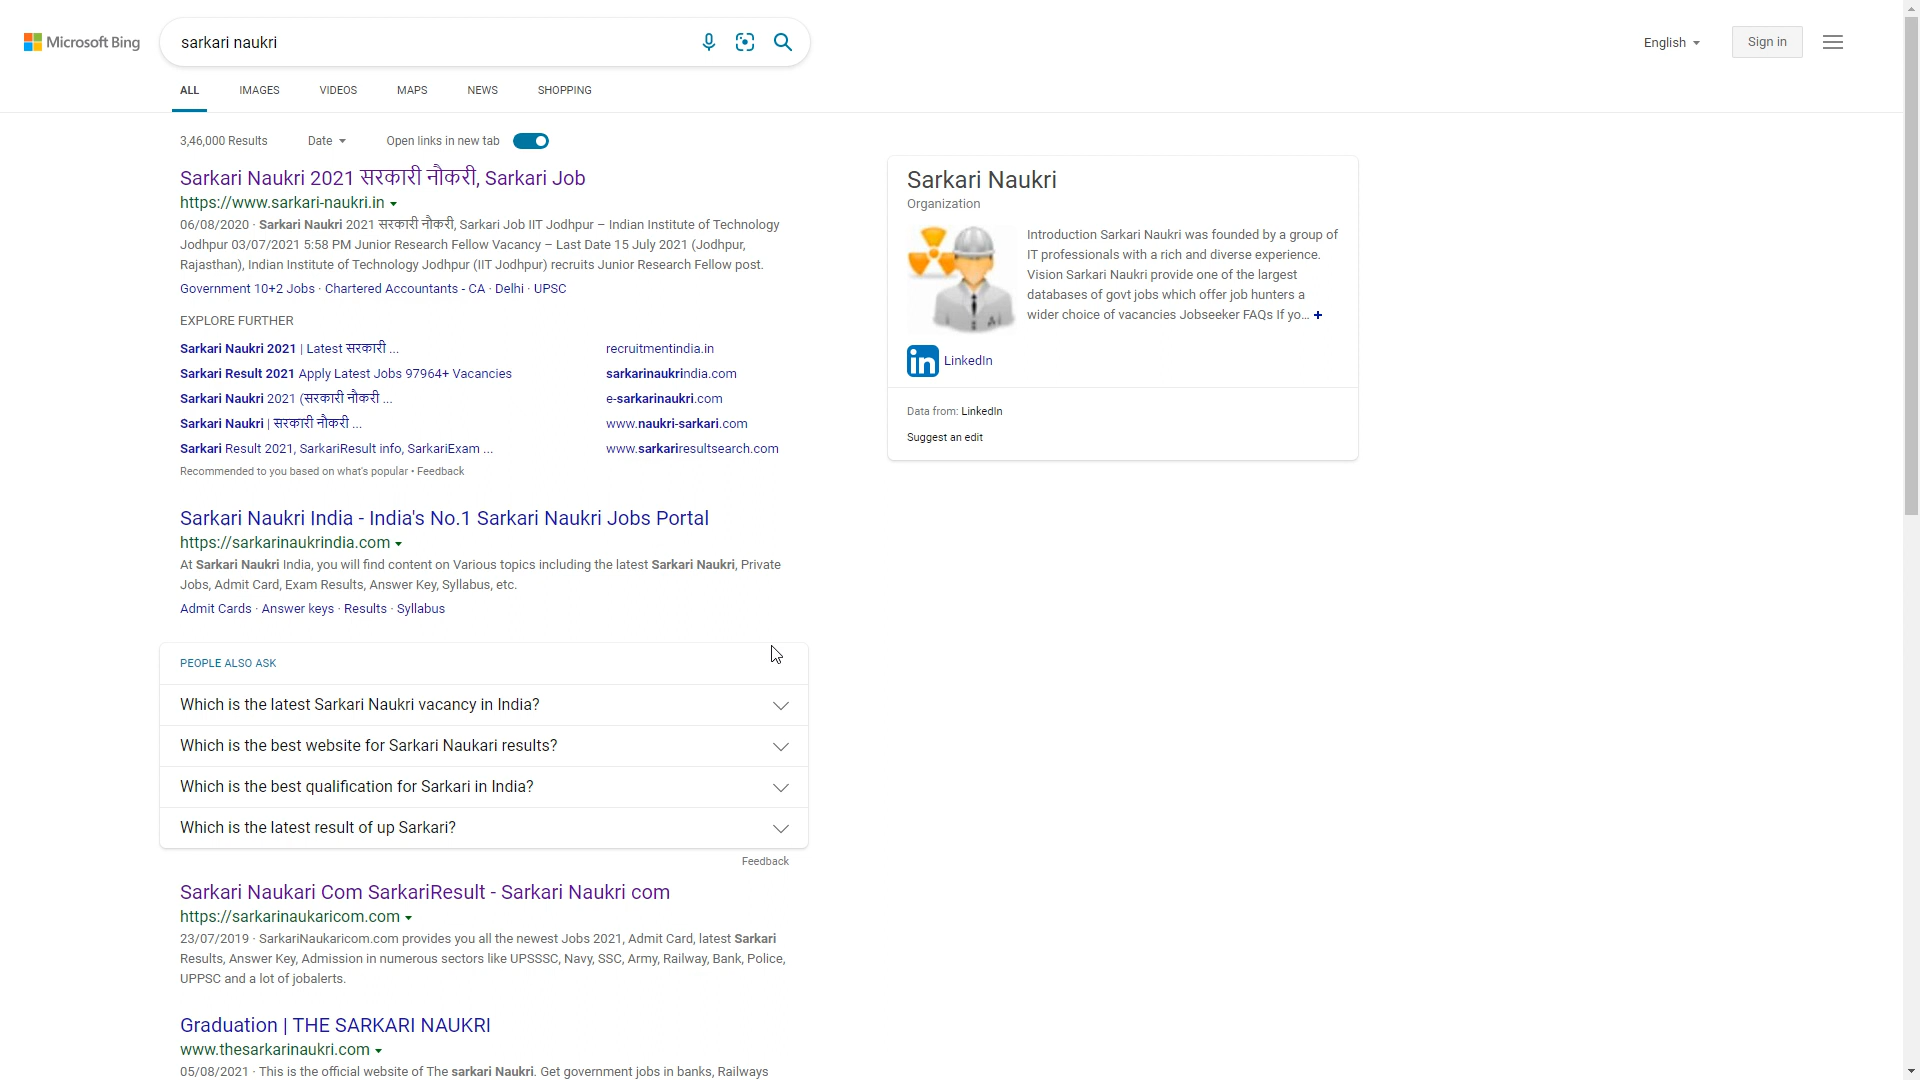 Microsoft Bing
sarkari naukri
English
Sign in
ALL IMAGES VIDEOS MAPS NEWS SHOPPING
3,46,000 Results Date Open links in new tab
Sarkari Naukri 2021 सरकारी नौकरी, Sarkari Job
https://www.sarkari-naukri.in
06/08/2020 · Sarkari Naukri 2021 सरकारी नौकरी, Sarkari Job IIT Jodhpur – Indian Institute of Technology
Jodhpur 03/07/2021 5:58 PM Junior Research Fellow Vacancy – Last Date 15 July 2021 (Jodhpur,
Rajasthan), Indian Institute of Technology Jodhpur (IIT Jodhpur) recruits Junior Research Fellow post.
Government 10+2 Jobs · Chartered Accountants - CA · Delhi · UPSC
EXPLORE FURTHER
Sarkari Naukri 2021 | Latest सरकारी ... recruitmentindia.in
Sarkari Result 2021 Apply Latest Jobs 97964+ Vacancies sarkarinaukrindia.com
Sarkari Naukri 2021 (सरकारी नौकरी ... e-sarkarinaukri.com
Sarkari Naukri | सरकारी नौकरी ... www.naukri-sarkari.com
Sarkari Result 2021, SarkariResult info, SarkariExam ... www.sarkariresultsearch.com
Recommended to you based on what's popular • Feedback
Sarkari Naukri India - India's No.1 Sarkari Naukri Jobs Portal
https://sarkarinaukrindia.com
At Sarkari Naukri India, you will find content on Various topics including the latest Sarkari Naukri, Private
Jobs, Admit Card, Exam Results, Answer Key, Syllabus, etc.
Admit Cards · Answer keys · Results · Syllabus
PEOPLE ALSO ASK
Which is the latest Sarkari Naukri vacancy in India?
Which is the best website for Sarkari Naukari results?
Which is the best qualification for Sarkari in India?
Which is the latest result of up Sarkari?
Feedback
Sarkari Naukari Com SarkariResult - Sarkari Naukri com
https://sarkarinaukaricom.com
23/07/2019 · SarkariNaukaricom.com provides you all the newest Jobs 2021, Admit Card, latest Sarkari
Results, Answer Key, Admission in numerous sectors like UPSSSC, Navy, SSC, Army, Railway, Bank, Police,
UPPSC and a lot of jobalerts.
Graduation | THE SARKARI NAUKRI
www.thesarkarinaukri.com
05/08/2021 · This is the official website of The sarkari Naukri. Get government jobs in banks, Railways
Sarkari Naukri
Organization
Introduction Sarkari Naukri was founded by a group of
IT professionals with a rich and diverse experience.
Vision Sarkari Naukri provide one of the largest
databases of govt jobs which offer job hunters a
wider choice of vacancies Jobseeker FAQs If yo... +
in LinkedIn
Data from: LinkedIn
Suggest an edit